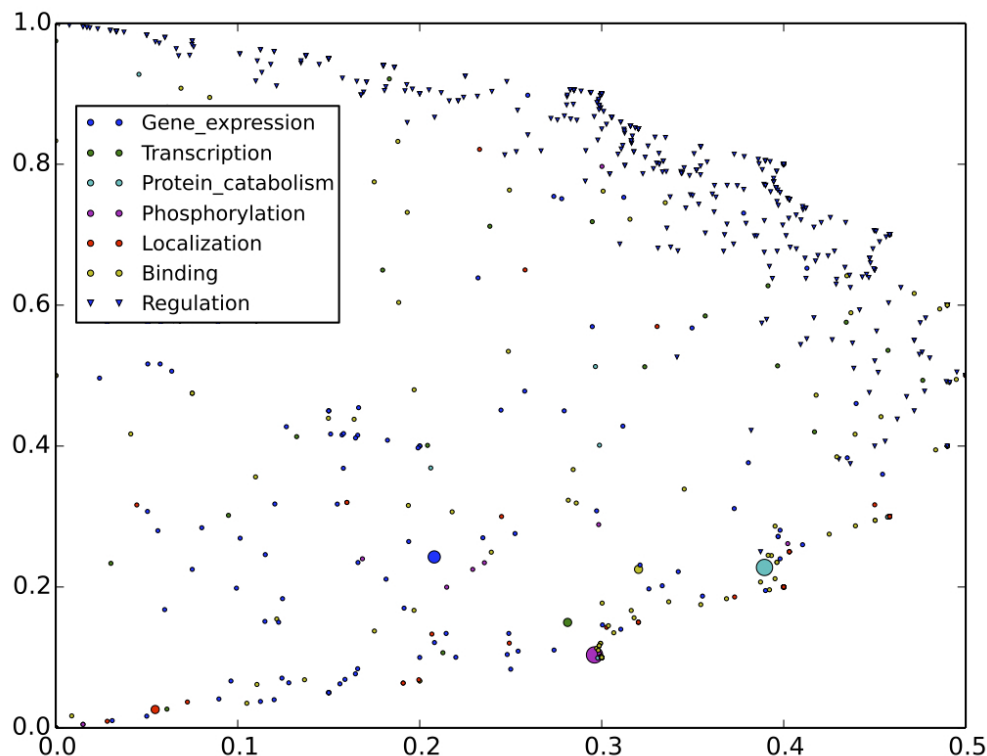 1.0
0.8
0.6
0.4
0.2
0.0
Gene_expression
Transcription
Protein_catabolism
Phosphorylation
Localization
Binding
Regulation
0.0 0.1 0.2 0.3 0.4 0.5